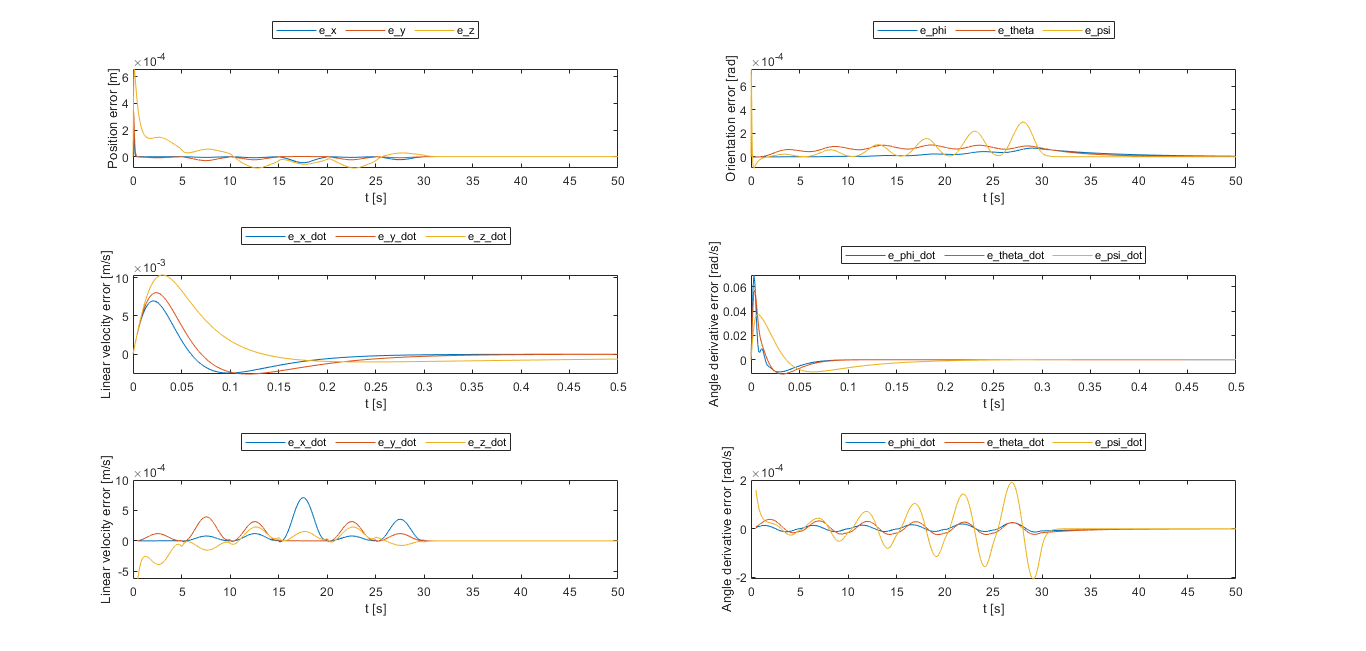 e_x e_y e_z
×10^-4
Position error [m]
6
4
2
0
0 5 10 15 20 25 30 35 40 45 50
t [s]
e_phi e_theta e_psi
×10^-4
Orientation error [rad]
6
4
2
0
0 5 10 15 20 25 30 35 40 45 50
t [s]
e_x_dot e_y_dot e_z_dot
×10^-3
Linear velocity error [m/s]
10
5
0
0 0.05 0.1 0.15 0.2 0.25 0.3 0.35 0.4 0.45 0.5
t [s]
e_phi_dot e_theta_dot e_psi_dot
Angle derivative error [rad/s]
0.06
0.04
0.02
0
0 0.05 0.1 0.15 0.2 0.25 0.3 0.35 0.4 0.45 0.5
t [s]
e_x_dot e_y_dot e_z_dot
×10^-4
Linear velocity error [m/s]
10
5
0
-5
0 5 10 15 20 25 30 35 40 45 50
t [s]
e_phi_dot e_theta_dot e_psi_dot
×10^-4
Angle derivative error [rad/s]
2
0
-2
0 5 10 15 20 25 30 35 40 45 50
t [s]